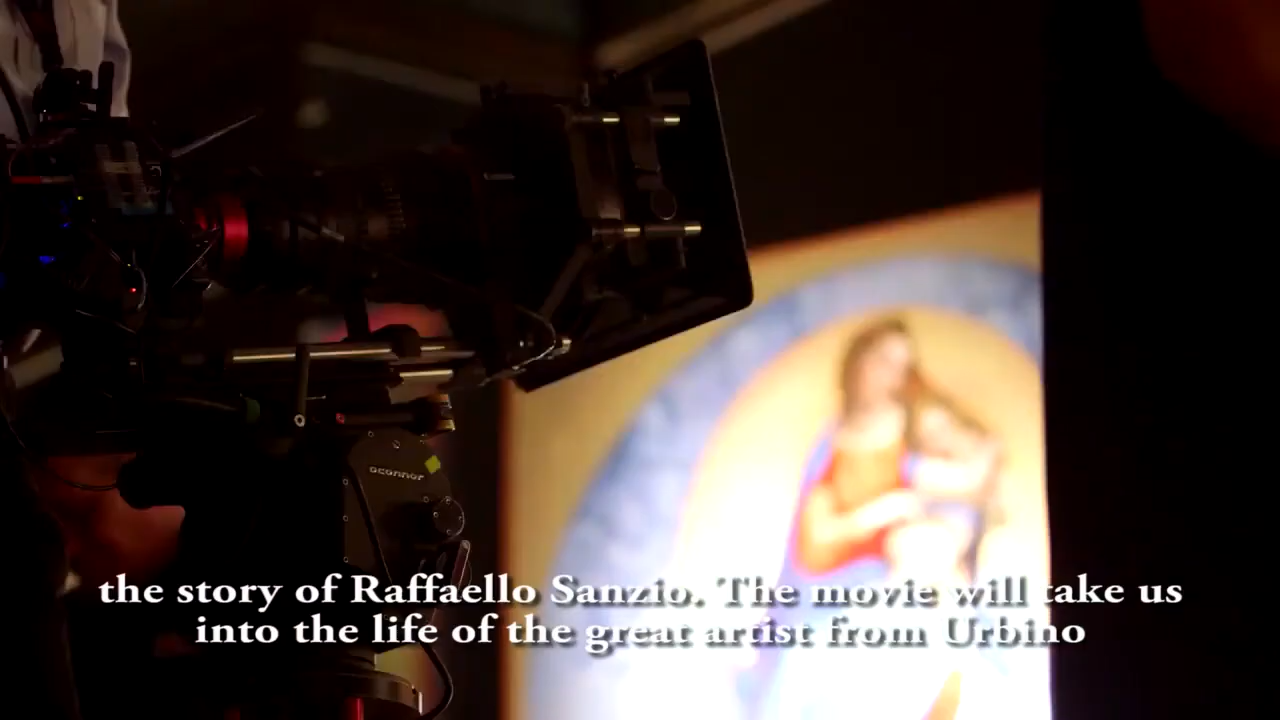 oconnor
the story of Raffaello Sanzio. The movie will take us
into the life of the great artist from Urbino